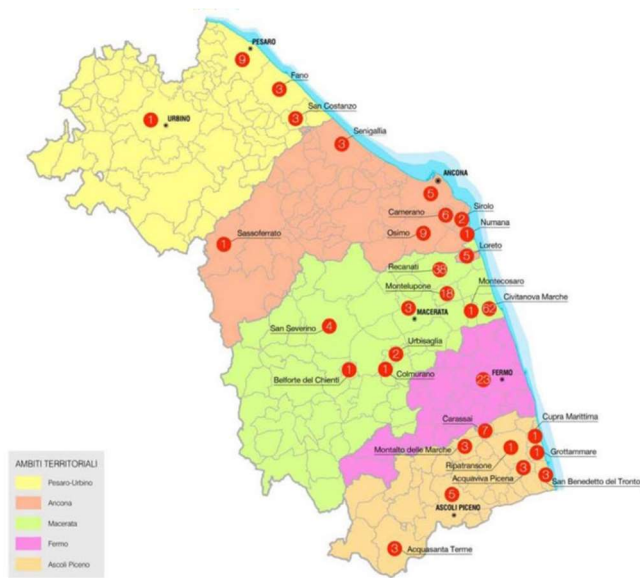 PESARO
9
Fano
3
San Costanzo
3
1
URBINO
Senigallia
3
ANCONA
5
Camerano
6
Sirolo
2
Numana
1
Osimo
9
Sassoferrato
1
Loreto
5
Recanati
38
Montelupone
18
Montecosaro
1
Civitanova Marche
62
3
MACERATA
San Severino
4
Urbisaglia
2
Belforte del Chienti
1
1
Colmurano
23
FERMO
Carassai
7
Cupra Marittima
1
Montalto delle Marche
3
Ripatransone
1
Grottammare
1
Acquaviva Picena
3
San Benedetto del Tronto
3
5
ASCOLI PICENO
3
Acquasanta Terme
AMBITI TERRITORIALI
Pesaro-Urbino
Ancona
Macerata
Fermo
Ascoli Piceno